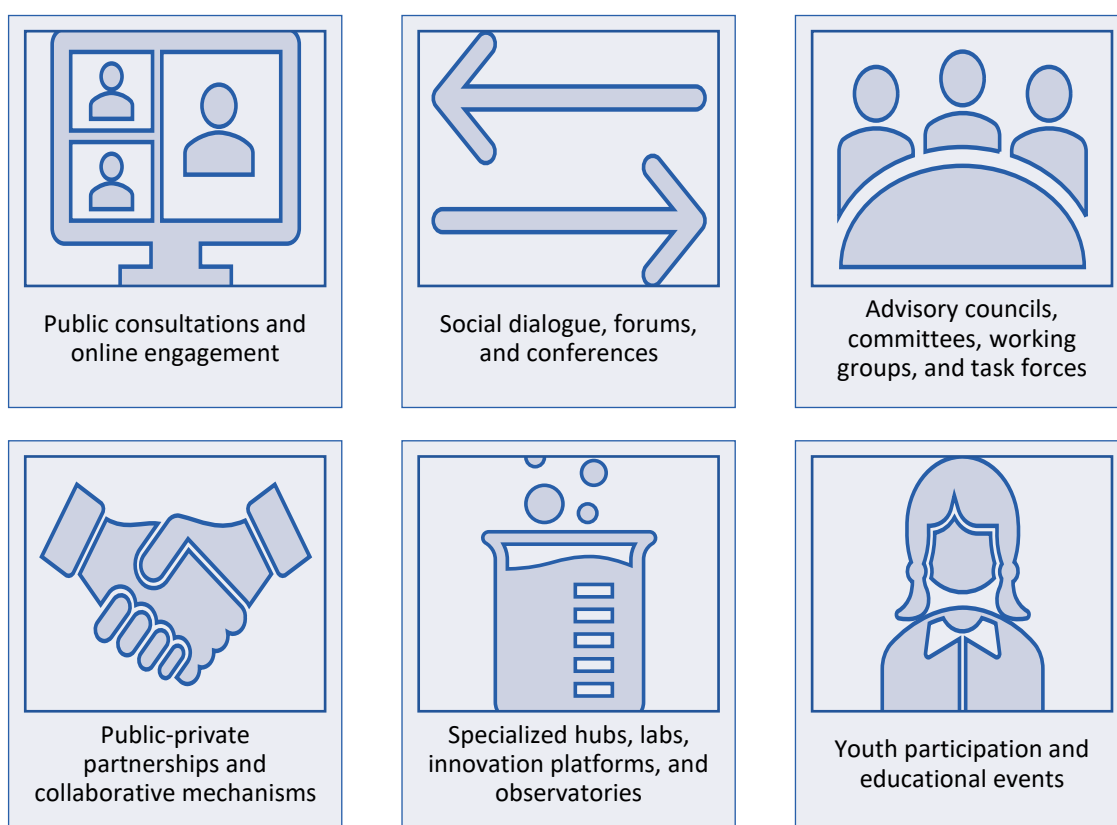 Public consultations and
online engagement
Social dialogue, forums,
and conferences
Advisory councils,
committees, working
groups, and task forces
Public-private
partnerships and
collaborative mechanisms
Specialized hubs, labs,
innovation platforms, and
observatories
Youth participation and
educational events